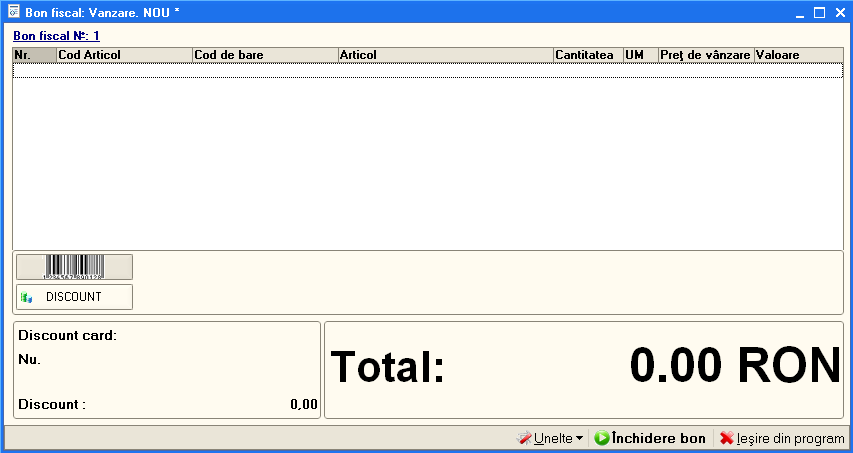 Bon fiscal: Vanzare. NOU *
Bon fiscal №: 1
Nr. Cod Articol Cod de bare Articol Cantitatea UM Preţ de vânzare Valoare
1234567890128
DISCOUNT
Discount card:
Nu.
Discount : 0,00
Total: 0.00 RON
Unelte Închidere bon Ieşire din program